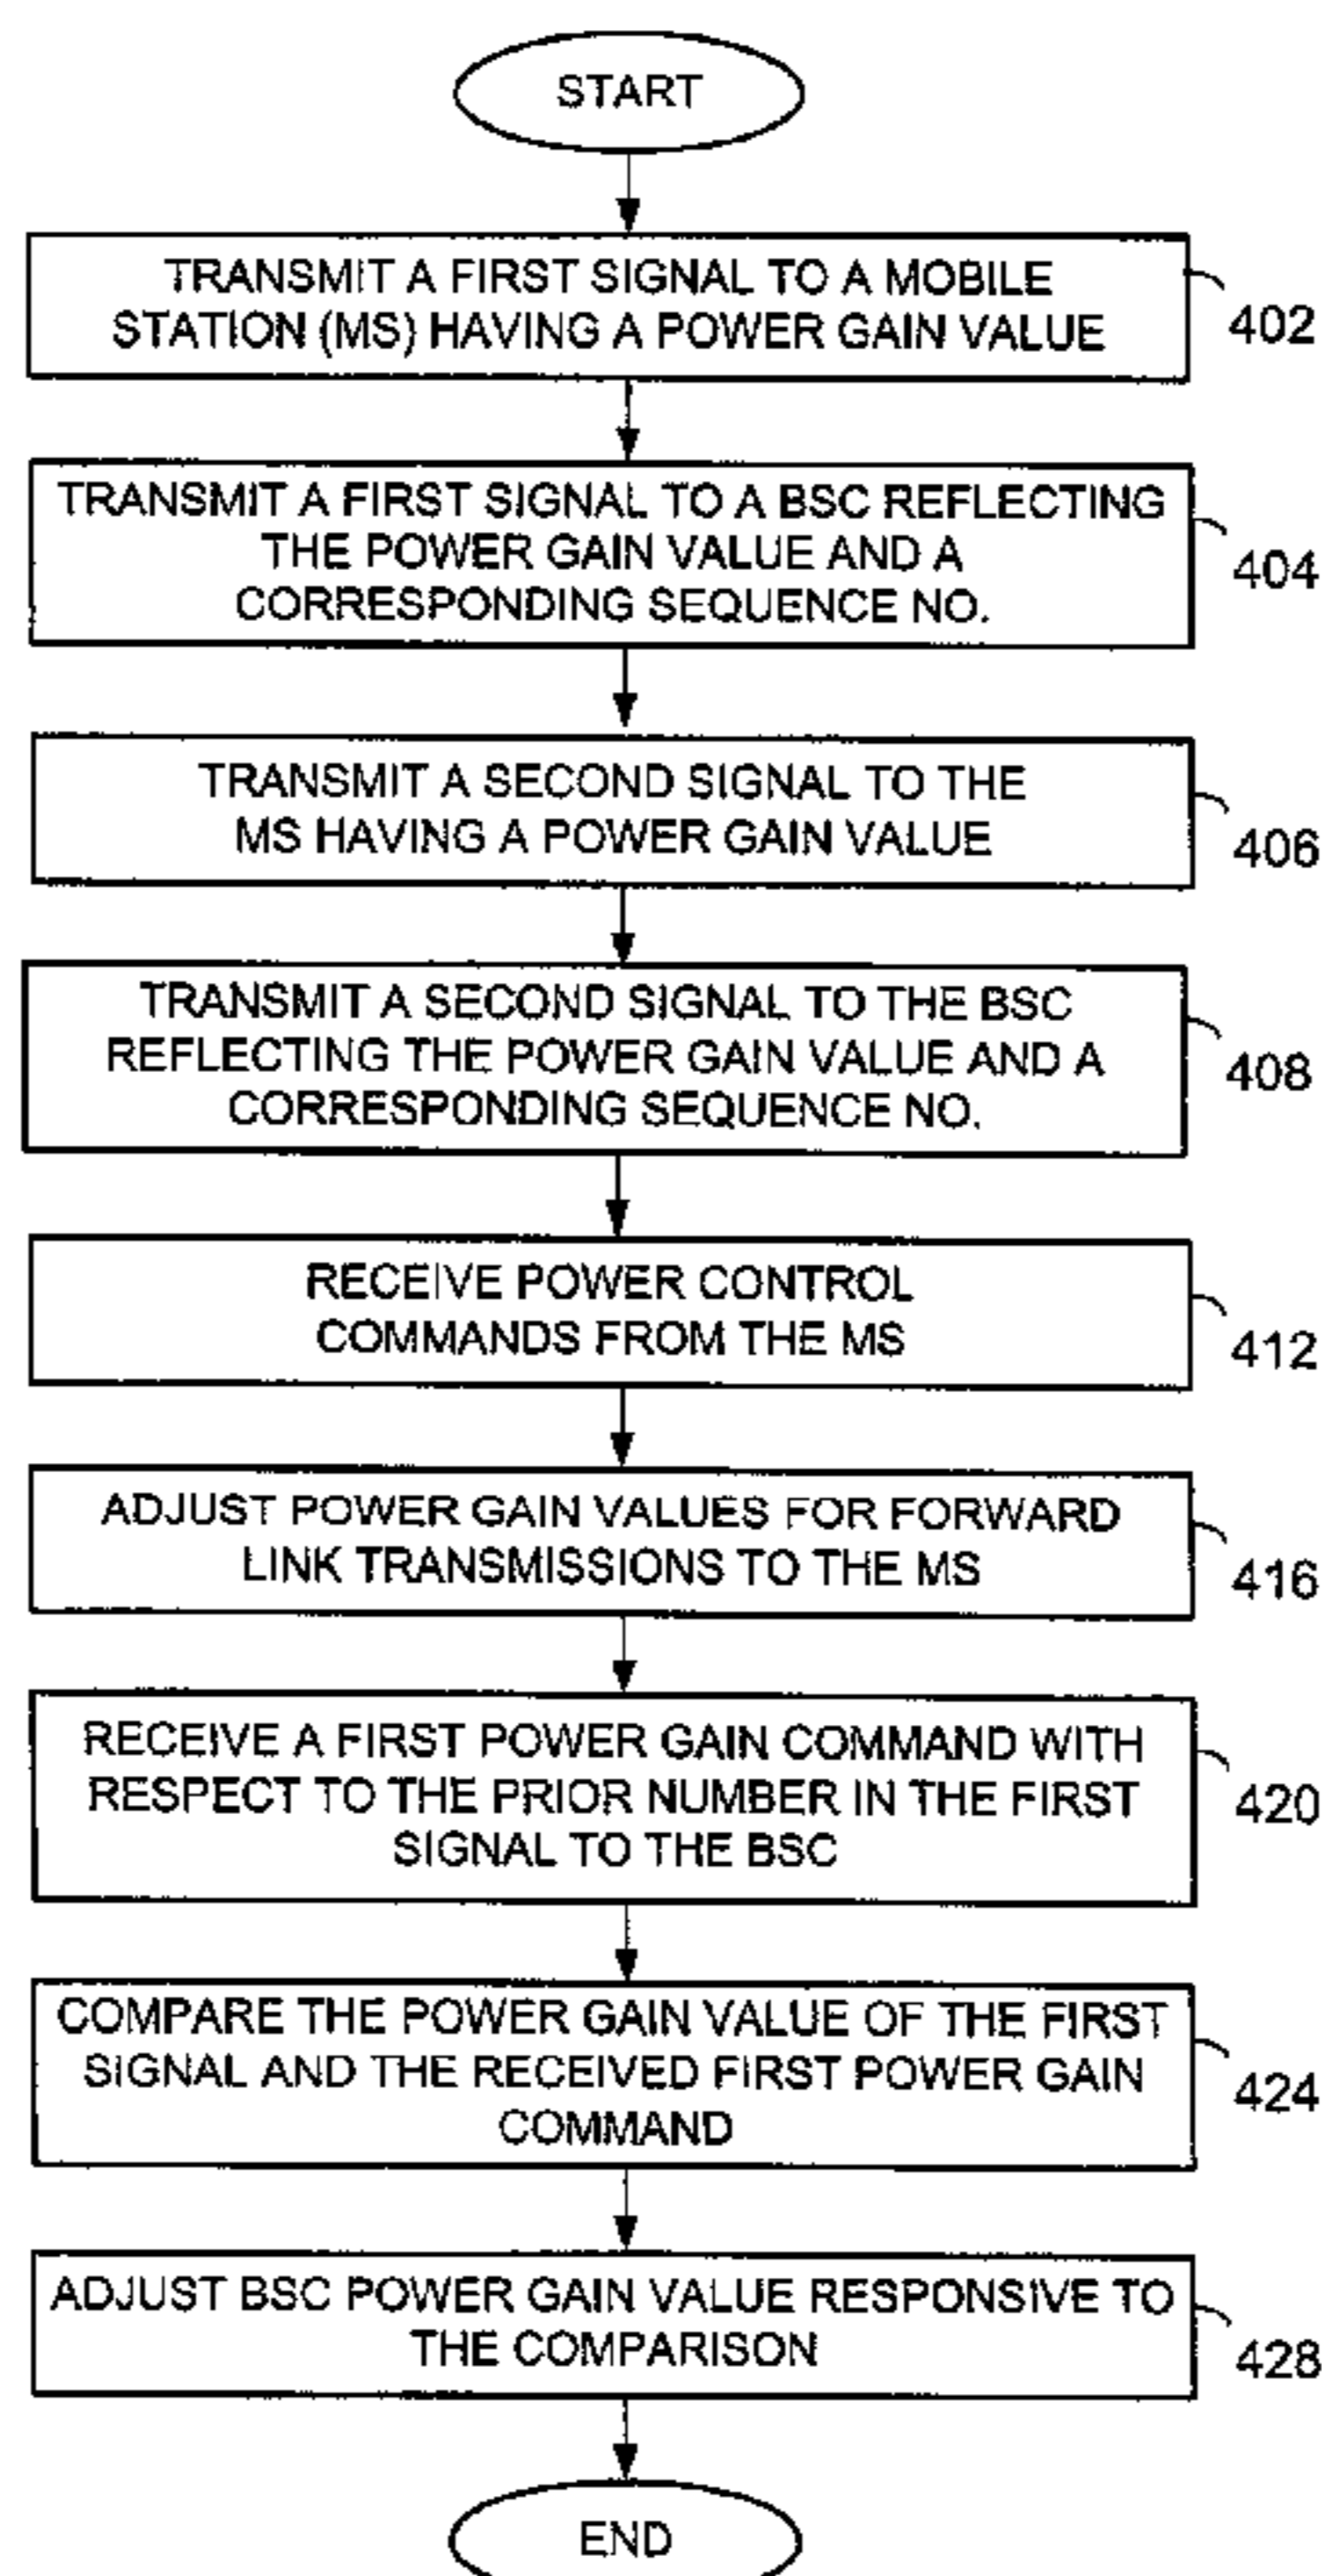 START
TRANSMIT A FIRST SIGNAL TO A MOBILE
STATION (MS) HAVING A POWER GAIN VALUE
402
TRANSMIT A FIRST SIGNAL TO A BSC REFLECTING
THE POWER GAIN VALUE AND A
CORRESPONDING SEQUENCE NO.
404
TRANSMIT A SECOND SIGNAL TO THE
MS HAVING A POWER GAIN VALUE
406
TRANSMIT A SECOND SIGNAL TO THE BSC
REFLECTING THE POWER GAIN VALUE AND A
CORRESPONDING SEQUENCE NO.
408
RECEIVE POWER CONTROL
COMMANDS FROM THE MS
412
ADJUST POWER GAIN VALUES FOR FORWARD
LINK TRANSMISSIONS TO THE MS
416
RECEIVE A FIRST POWER GAIN COMMAND WITH
RESPECT TO THE PRIOR NUMBER IN THE FIRST
SIGNAL TO THE BSC
420
COMPARE THE POWER GAIN VALUE OF THE FIRST
SIGNAL AND THE RECEIVED FIRST POWER GAIN
COMMAND
424
ADJUST BSC POWER GAIN VALUE RESPONSIVE TO
THE COMPARISON
428
END